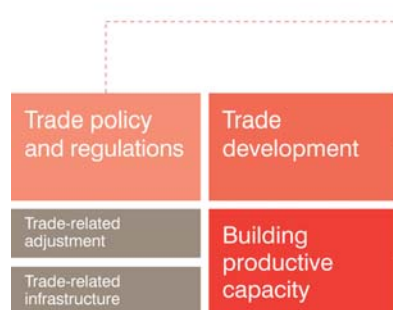 Trade policy
and regulations
Trade
development
Trade-related
adjustment
Building
productive
capacity
Trade-related
infrastructure